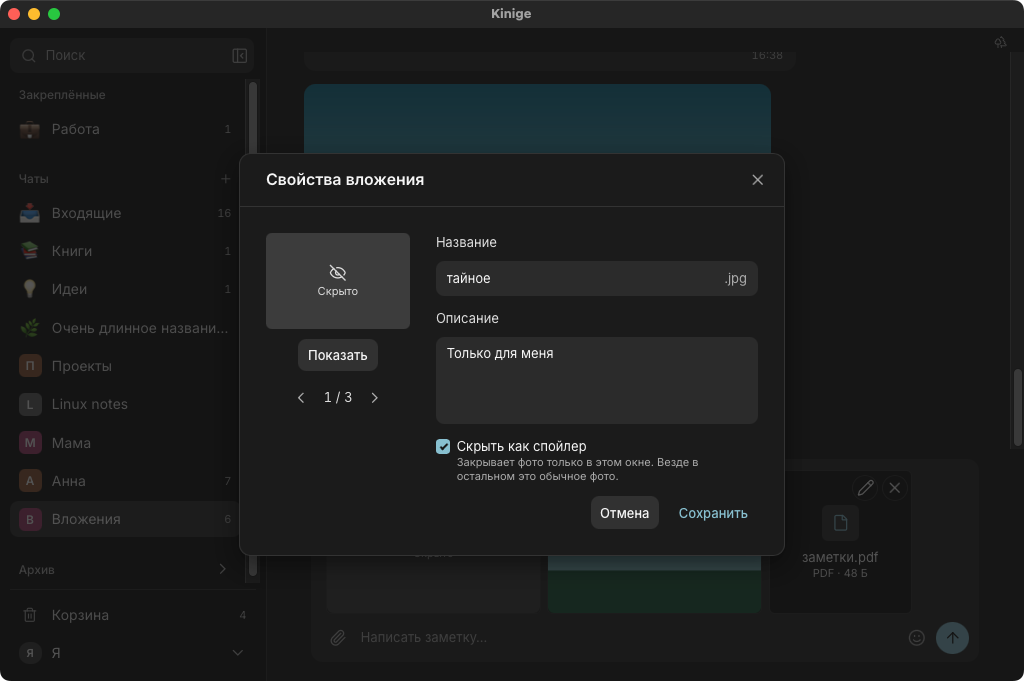 Kinige
Поиск
16:38
Закреплённые
Работа 1
Чаты +
Входящие 16
Книги 1
Идеи 1
Очень длинное названи...
П Проекты
L Linux notes
М Мама
А Анна 7
В Вложения 6
Архив
Корзина 4
Я Я
Свойства вложения
Скрыто
Показать
1 / 3
Название
тайное .jpg
Описание
Только для меня
Скрыть как спойлер
Закрывает фото только в этом окне. Везде в
остальном это обычное фото.
Отмена Сохранить
заметки.pdf
PDF · 48 Б
Написать заметку...